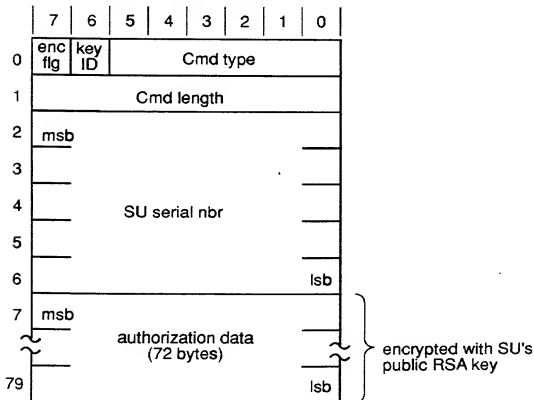 7 6 5 4 3 2 1 0
0 enc flg key ID Cmd type
1 Cmd length
2 msb
3
4 SU serial nbr
5
6 lsb
7 msb
authorization data
(72 bytes)
encrypted with SU's
public RSA key
79 lsb